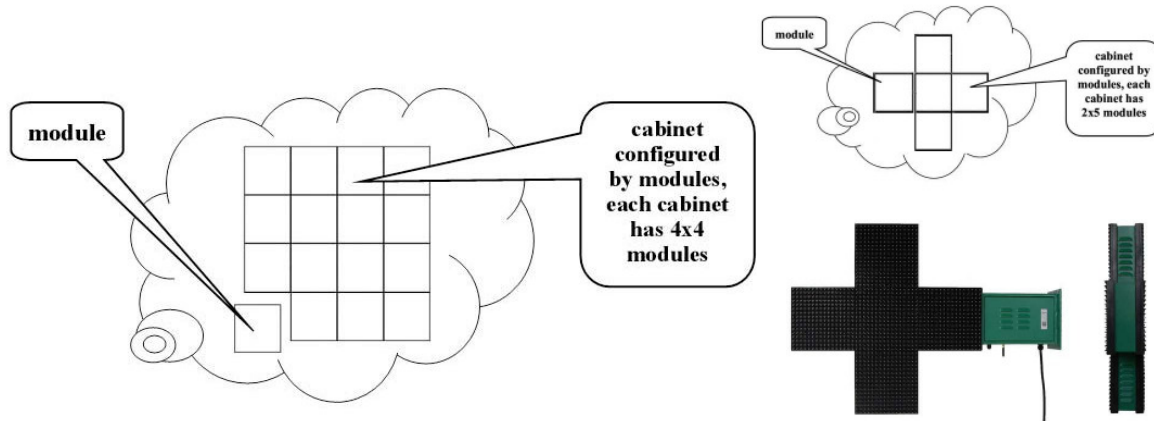 module
cabinet
configured
by modules,
each cabinet
has 4x4
modules
module
cabinet
configured by
modules, each
cabinet has
2x5 modules